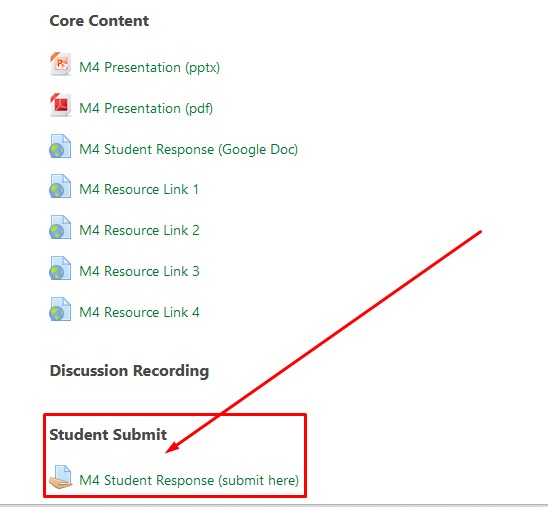 Core Content
M4 Presentation (pptx)
M4 Presentation (pdf)
M4 Student Response (Google Doc)
M4 Resource Link 1
M4 Resource Link 2
M4 Resource Link 3
M4 Resource Link 4
Discussion Recording
Student Submit
M4 Student Response (submit here)